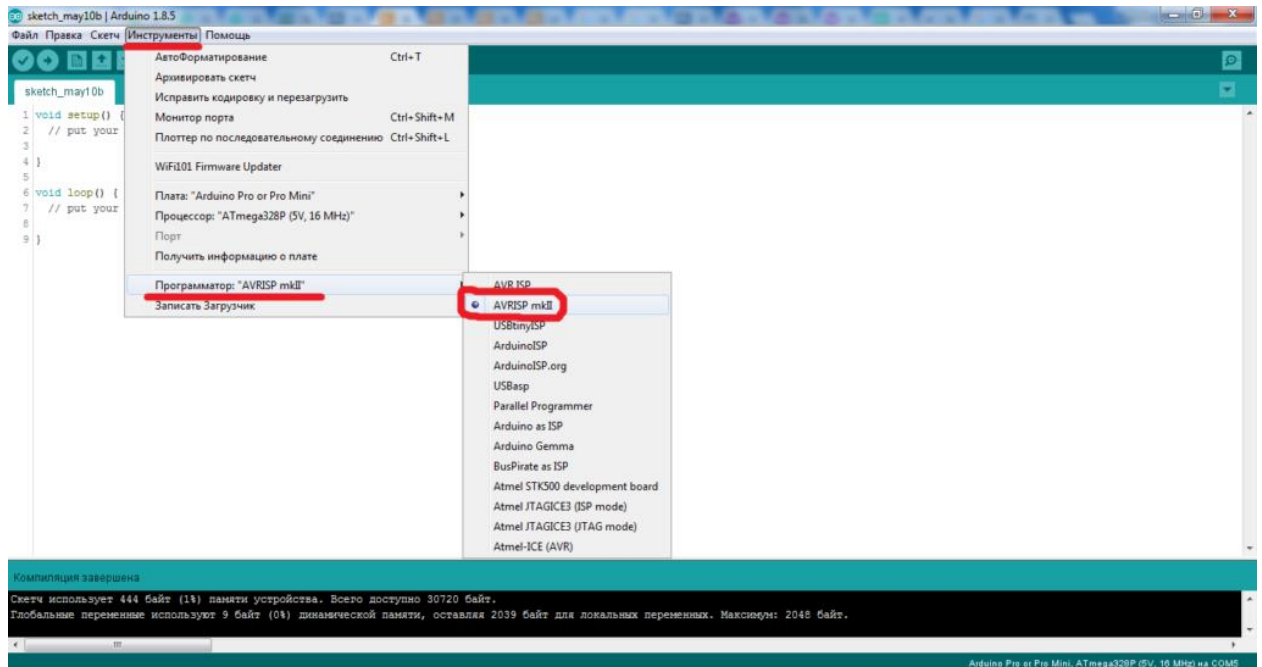 sketch_may10b | Arduino 1.8.5
Файл Правка Скетч Инструменты Помощь
sketch_may10b
1 void setup() {
2 // put your
3
4 }
5
6 void loop() {
7 // put your
8
9 }
АвтоФорматирование Ctrl+T
Архивировать скетч
Исправить кодировку и перезагрузить
Монитор порта Ctrl+Shift+M
Плоттер по последовательному соединению Ctrl+Shift+L
WiFi101 Firmware Updater
Плата: "Arduino Pro or Pro Mini"
Процессор: "ATmega328P (5V, 16 MHz)"
Порт
Получить информацию о плате
Программатор: "AVRISP mkII"
Записать Загрузчик
AVR ISP
AVRISP mkII
USBtinyISP
ArduinoISP
ArduinoISP.org
USBasp
Parallel Programmer
Arduino as ISP
Arduino Gemma
BusPirate as ISP
Atmel STK500 development board
Atmel JTAGICE3 (ISP mode)
Atmel JTAGICE3 (JTAG mode)
Atmel-ICE (AVR)
Компиляция завершена
Скетч использует 444 байт (1%) памяти устройства. Всего доступно 30720 байт.
Глобальные переменные используют 9 байт (0%) динамической памяти, оставляя 2039 байт для локальных переменных. Максимум: 2048 байт.
Arduino Pro or Pro Mini, ATmega328P (5V, 16 MHz) на COM5